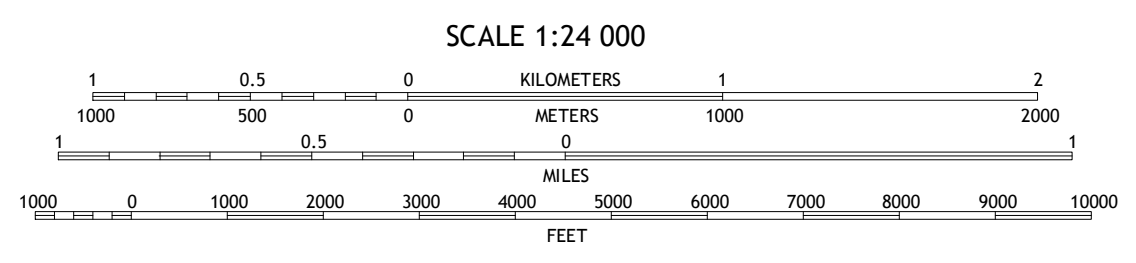 SCALE 1:24 000
1 0.5 0 KILOMETERS 1 2
1000 500 0 METERS 1000 2000
1 0.5 0 1
MILES
1000 0 1000 2000 3000 4000 5000 6000 7000 8000 9000 10000
FEET